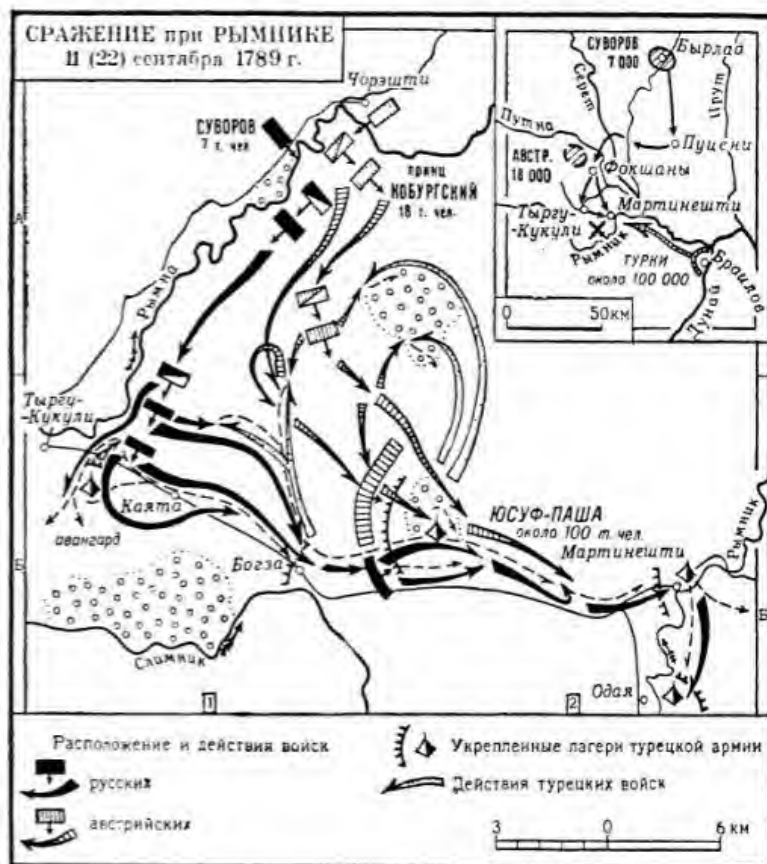 СРАЖЕНИЕ при РЫМНИКЕ
11 (22) сентября 1789 г.
Чорэшти
СУВОРОВ
7 т. чел
принц
КОБУРГСКИЙ
18 т. чел.
А
Рымна
Тыргу-
Кукули
Каята
авангард
Богза
Б
Слимник
ЮСУФ-ПАША
около 100 т. чел.
Мартинешти
Рымник
Б
Одая
1
2
СУВОРОВ
7 000
Бырлад
Серет
Прут
Путна
Пуцени
АВСТР.
18 000
Фокшаны
Мартинешти
Тыргу-
Кукули
Рымник
ТУРКИ
около 100 000
Браилов
Дунай
0 50км
Расположение и действия войск
русских
австрийских
Укрепленные лагери турецкой армии
Действия турецких войск
3 0 6 км